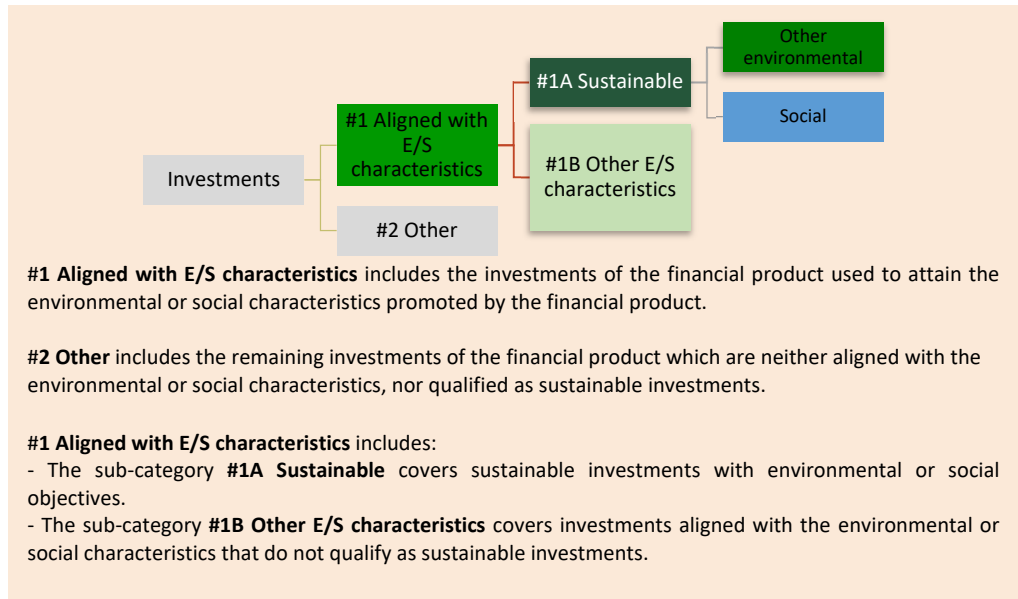 Other
environmental
#1A Sustainable
#1 Aligned with
E/S
characteristics
Social
#1B Other E/S
characteristics
Investments
#2 Other
#1 Aligned with E/S characteristics includes the investments of the financial product used to attain the
environmental or social characteristics promoted by the financial product.
#2 Other includes the remaining investments of the financial product which are neither aligned with the
environmental or social characteristics, nor qualified as sustainable investments.
#1 Aligned with E/S characteristics includes:
- The sub-category #1A Sustainable covers sustainable investments with environmental or social
objectives.
- The sub-category #1B Other E/S characteristics covers investments aligned with the environmental or
social characteristics that do not qualify as sustainable investments.